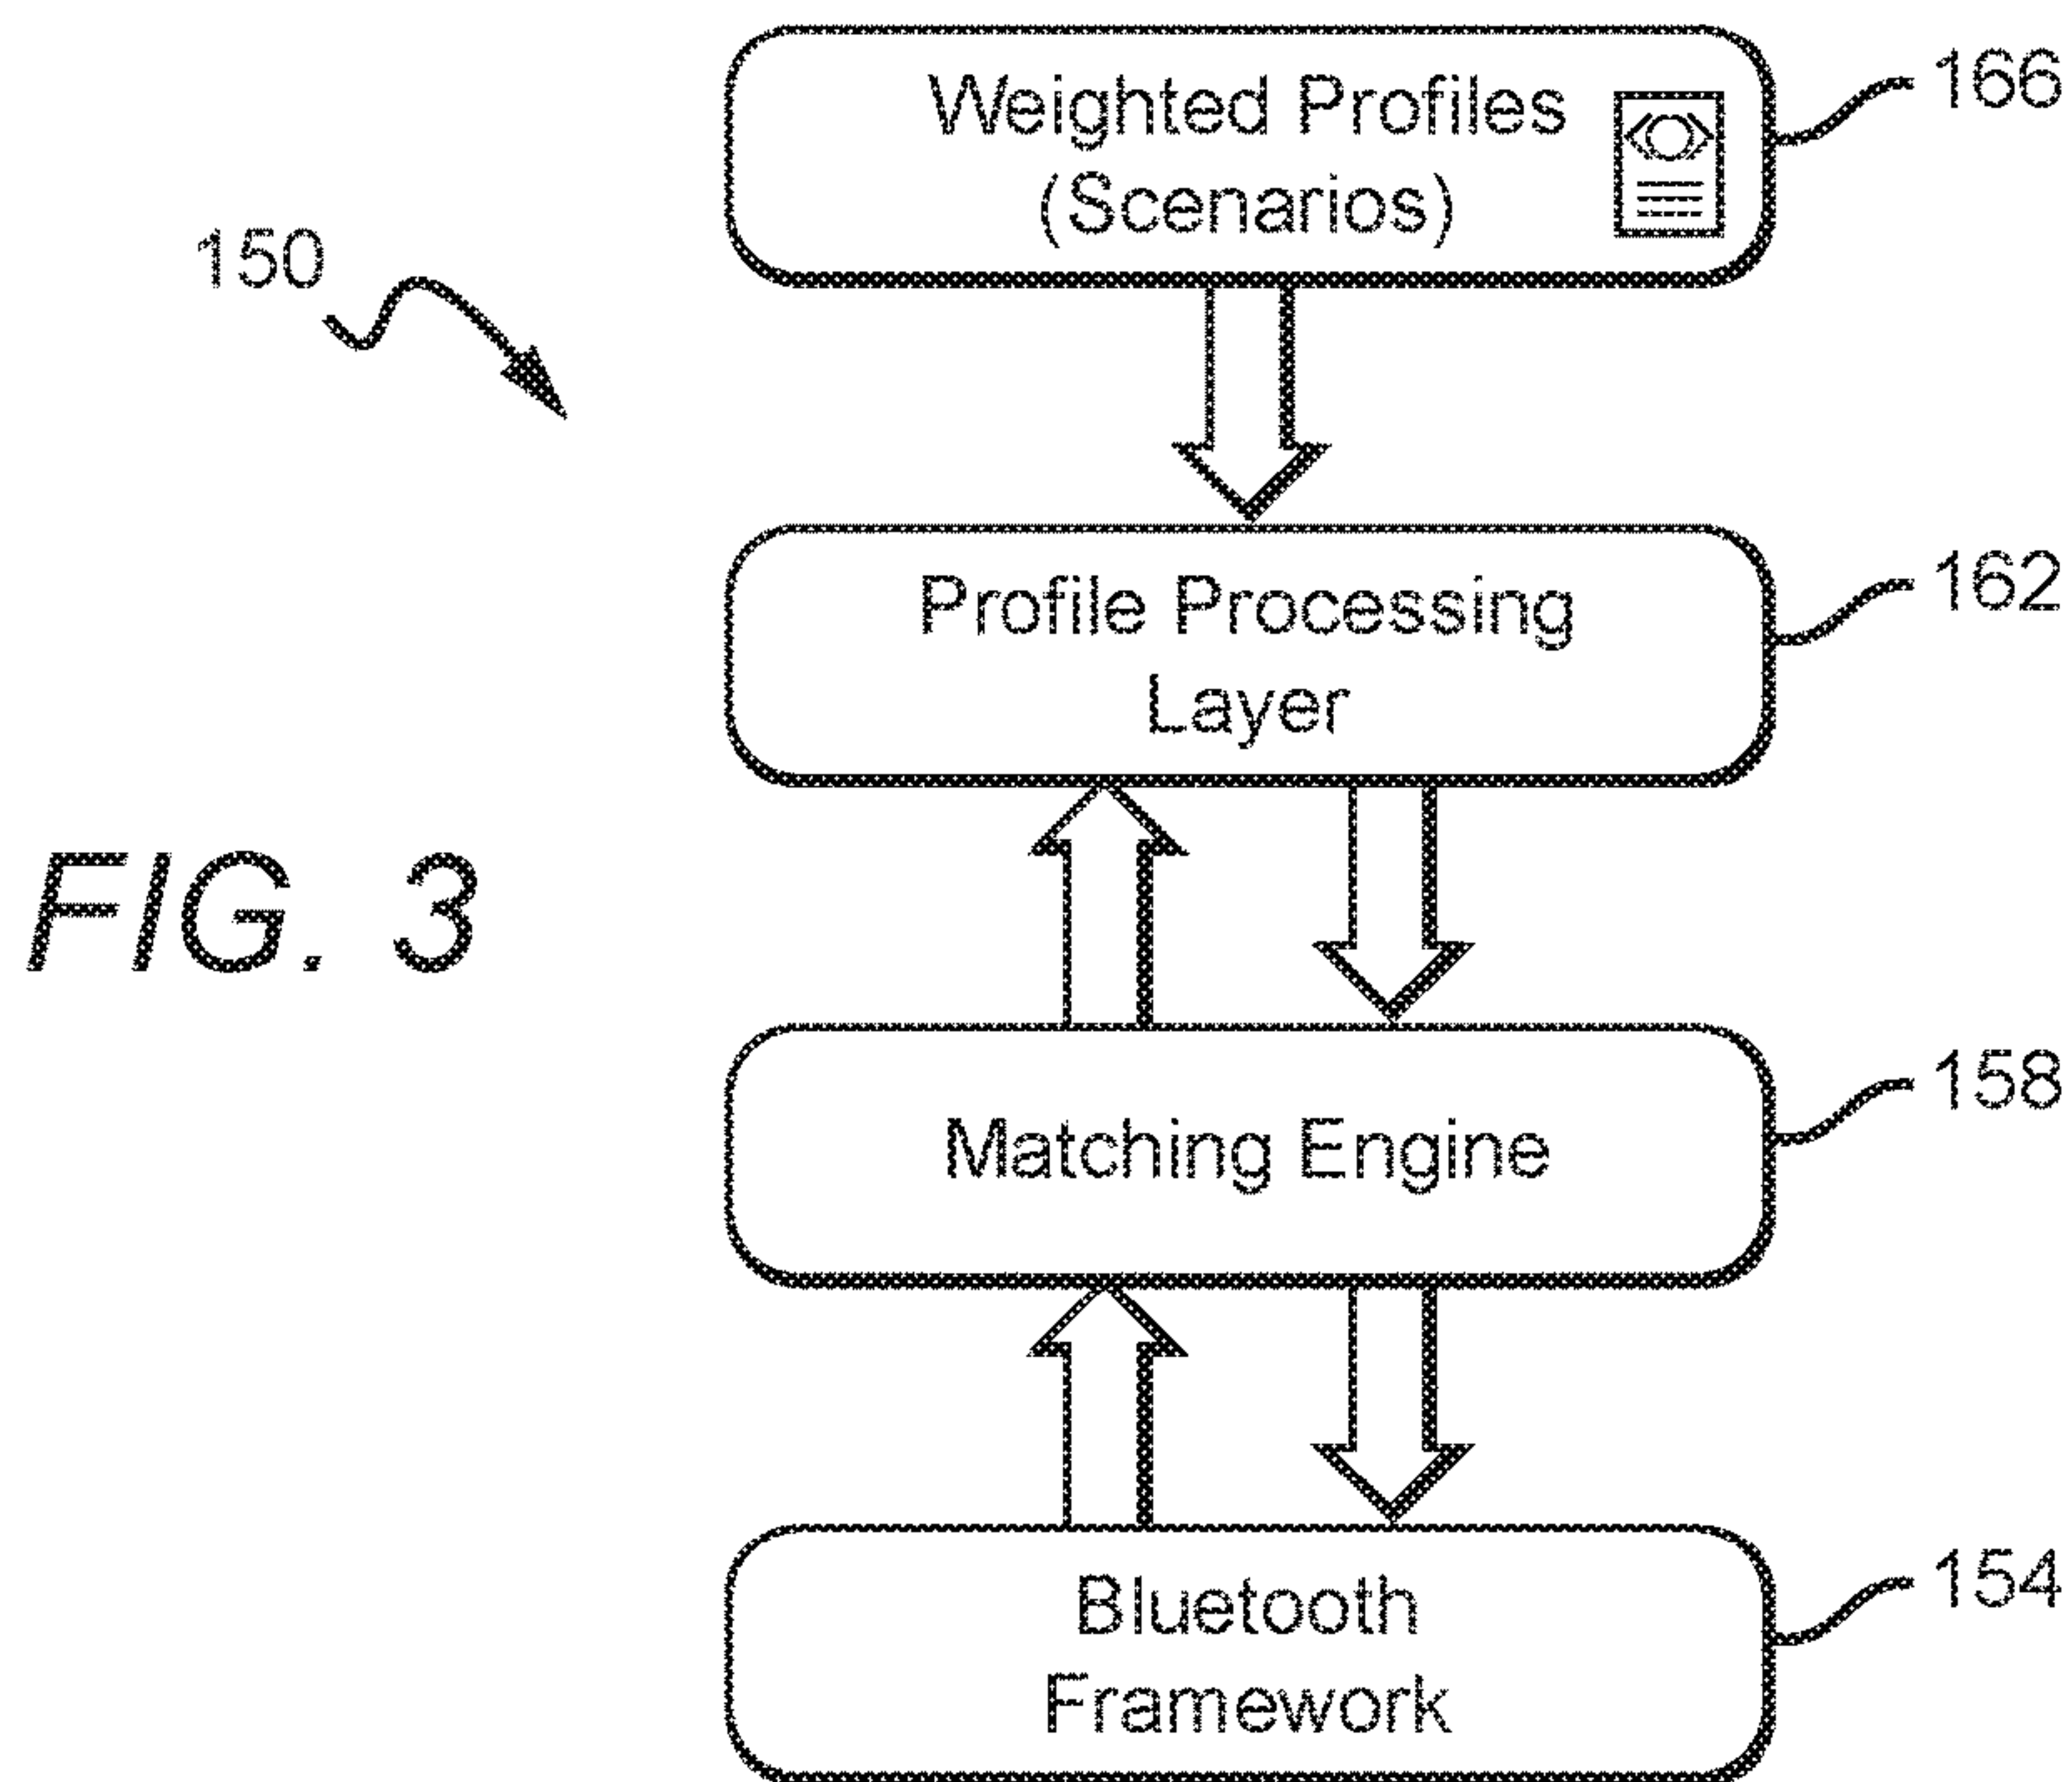 Weighted Profiles
(Scenarios)
166
150
Profile Processing
Layer
162
FIG. 3
Matching Engine
158
Bluetooth
Framework
154